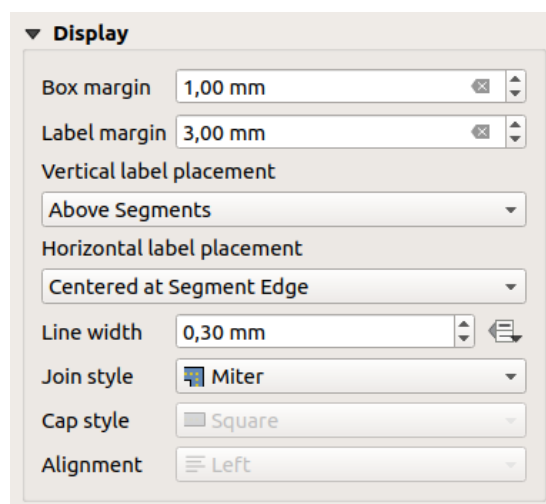 Display
Box margin 1,00 mm
Label margin 3,00 mm
Vertical label placement
Above Segments
Horizontal label placement
Centered at Segment Edge
Line width 0,30 mm
Join style Miter
Cap style Square
Alignment Left